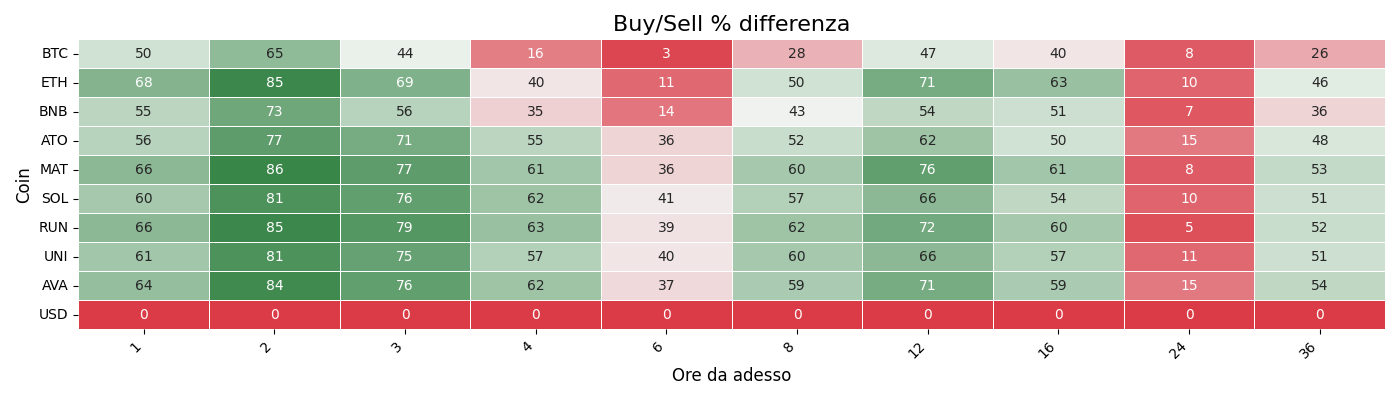 Buy/Sell % differenza
BTC 50 65 44 16 3 28 47 40 8 26
ETH 68 85 69 40 11 50 71 63 10 46
BNB 55 73 56 35 14 43 54 51 7 36
ATO 56 77 71 55 36 52 62 50 15 48
MAT 66 86 77 61 36 60 76 61 8 53
SOL 60 81 76 62 41 57 66 54 10 51
RUN 66 85 79 63 39 62 72 60 5 52
UNI 61 81 75 57 40 60 66 57 11 51
AVA 64 84 76 62 37 59 71 59 15 54
USD 0 0 0 0 0 0 0 0 0 0
Coin
1 2 3 4 6 8 12 16 24 36
Ore da adesso